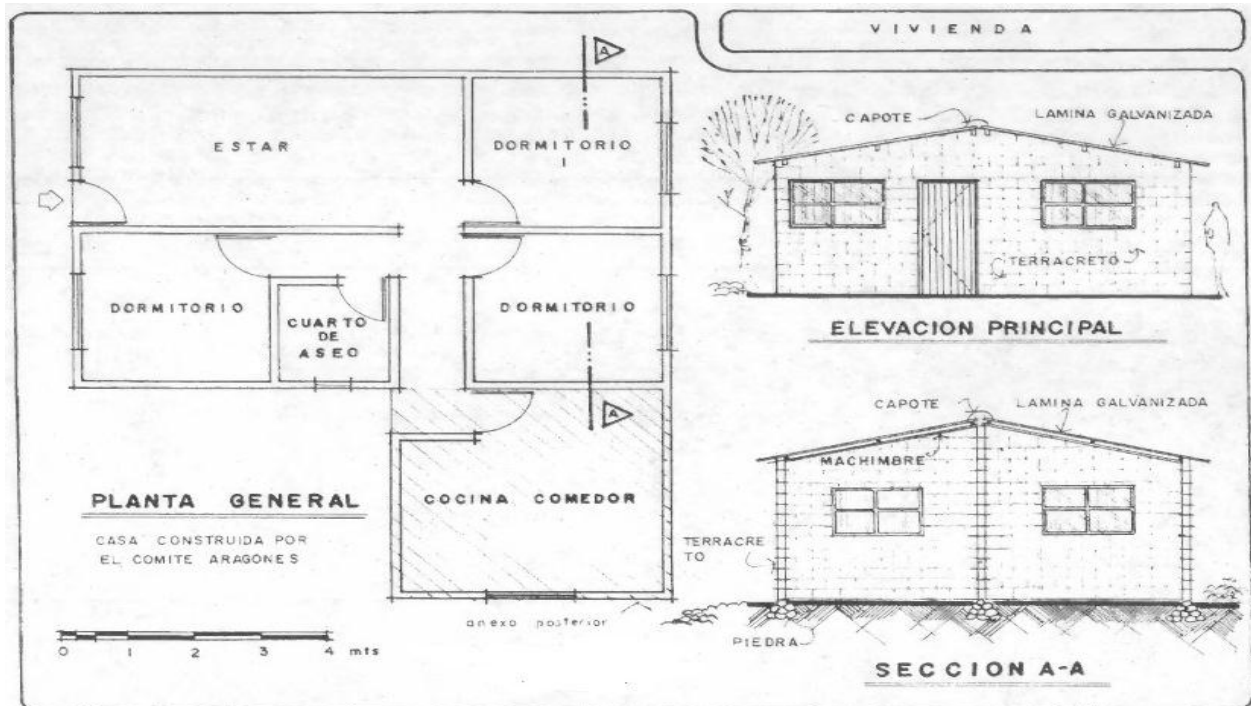 VIVIENDA
A
ESTAR
DORMITORIO
1
DORMITORIO
CUARTO
DE
ASEO
DORMITORIO
A
COCINA COMEDOR
anexo posterior
PLANTA GENERAL
CASA CONSTRUIDA POR
EL COMITE ARAGONES
0 1 2 3 4 mts
CAPOTE
LAMINA GALVANIZADA
TERRACRETO
ELEVACION PRINCIPAL
CAPOTE
LAMINA GALVANIZADA
MACHIMBRE
TERRACRE
TO
PIEDRA
SECCION A-A